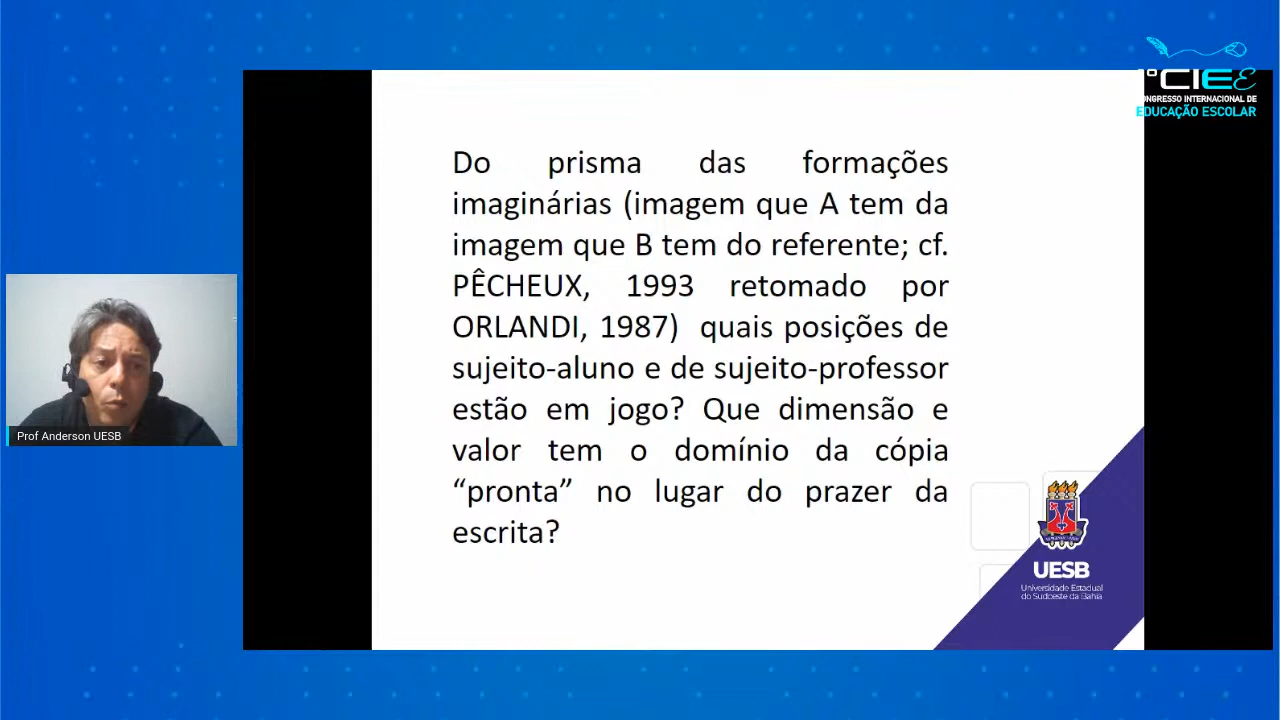 CIEE
CONGRESSO INTERNACIONAL DE
EDUCAÇÃO ESCOLAR
Do prisma das formações
imaginárias (imagem que A tem da
imagem que B tem do referente; cf.
PÊCHEUX, 1993 retomado por
ORLANDI, 1987) quais posições de
sujeito-aluno e de sujeito-professor
estão em jogo? Que dimensão e
valor tem o domínio da cópia
“pronta” no lugar do prazer da
escrita?
Prof Anderson UESB
UESB
Universidade Estadual
do Sudoeste da Bahia